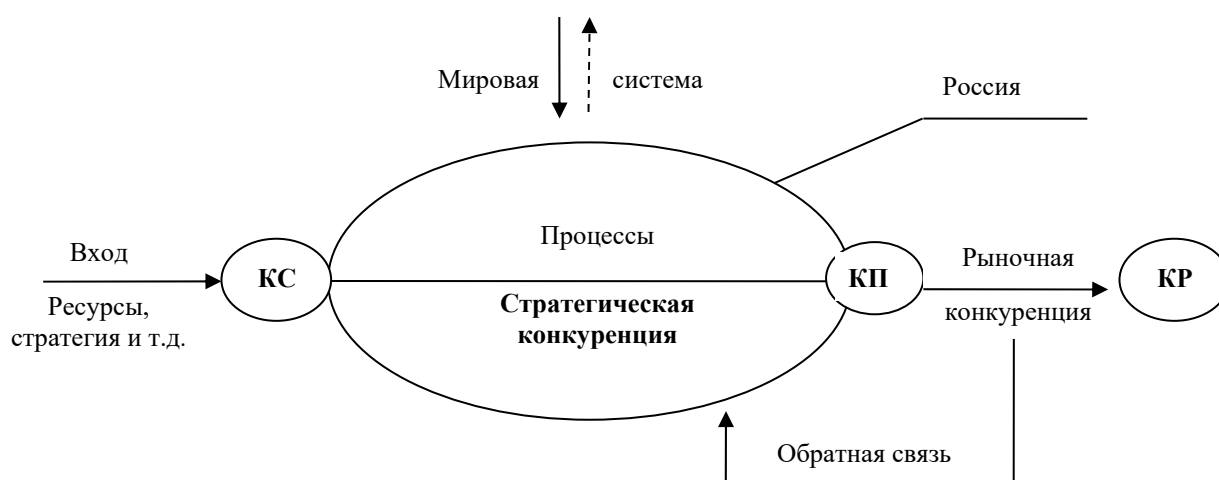 Мировая система
Россия
Вход
Ресурсы,
стратегия и т.д.
КС
Процессы
Стратегическая
конкуренция
КП
Рыночная
конкуренция
КР
Обратная связь